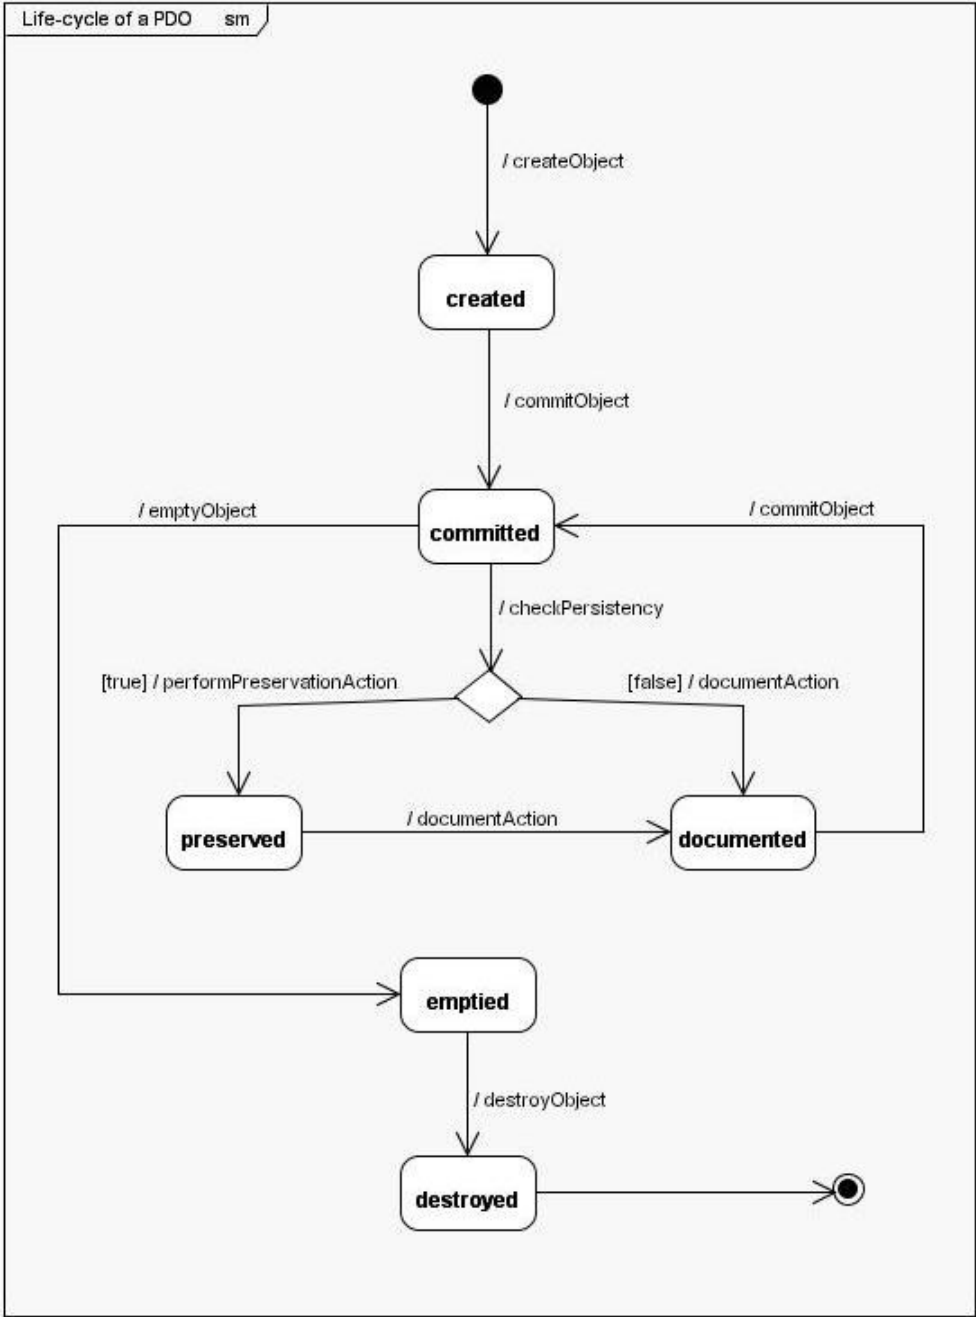 Life-cycle of a PDO sm
/ createObject
created
/ commitObject
/ emptyObject
committed
/ commitObject
/ checkPersistency
[true] / performPreservationAction
[false] / documentAction
preserved
/ documentAction
documented
emptied
/ destroyObject
destroyed